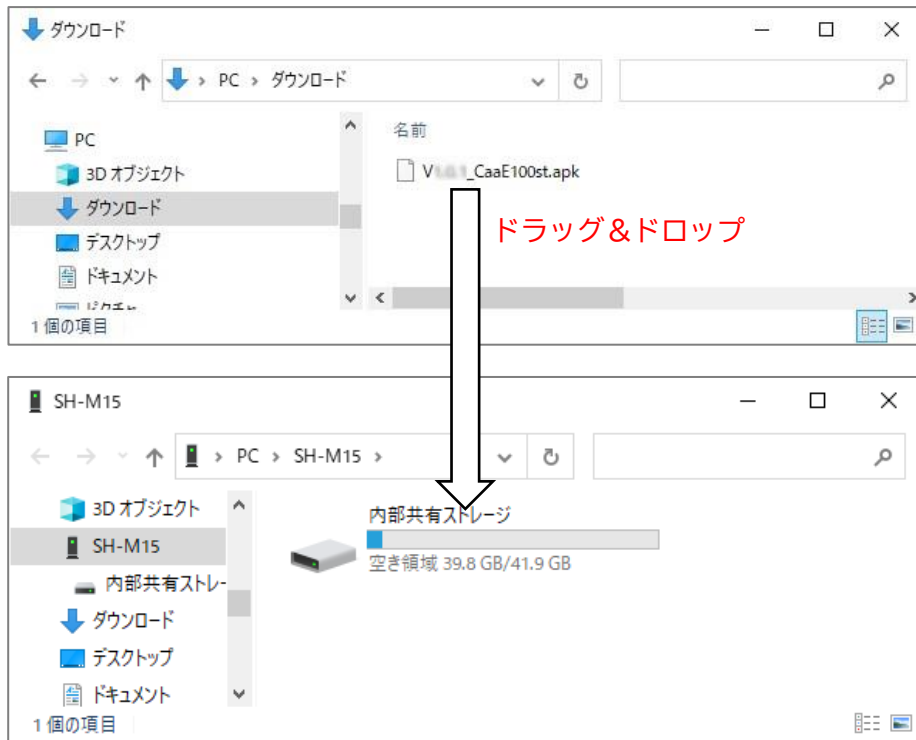 ダウンロード
PC › ダウンロード
PC
3D オブジェクト
ダウンロード
デスクトップ
ドキュメント
1 個の項目
名前
_CaaE100st.apk
ドラッグ＆ドロップ
SH-M15
PC › SH-M15 ›
3D オブジェクト
SH-M15
内部共有ストレー
ダウンロード
デスクトップ
ドキュメント
1 個の項目
内部共有ストレージ
空き領域 39.8 GB/41.9 GB